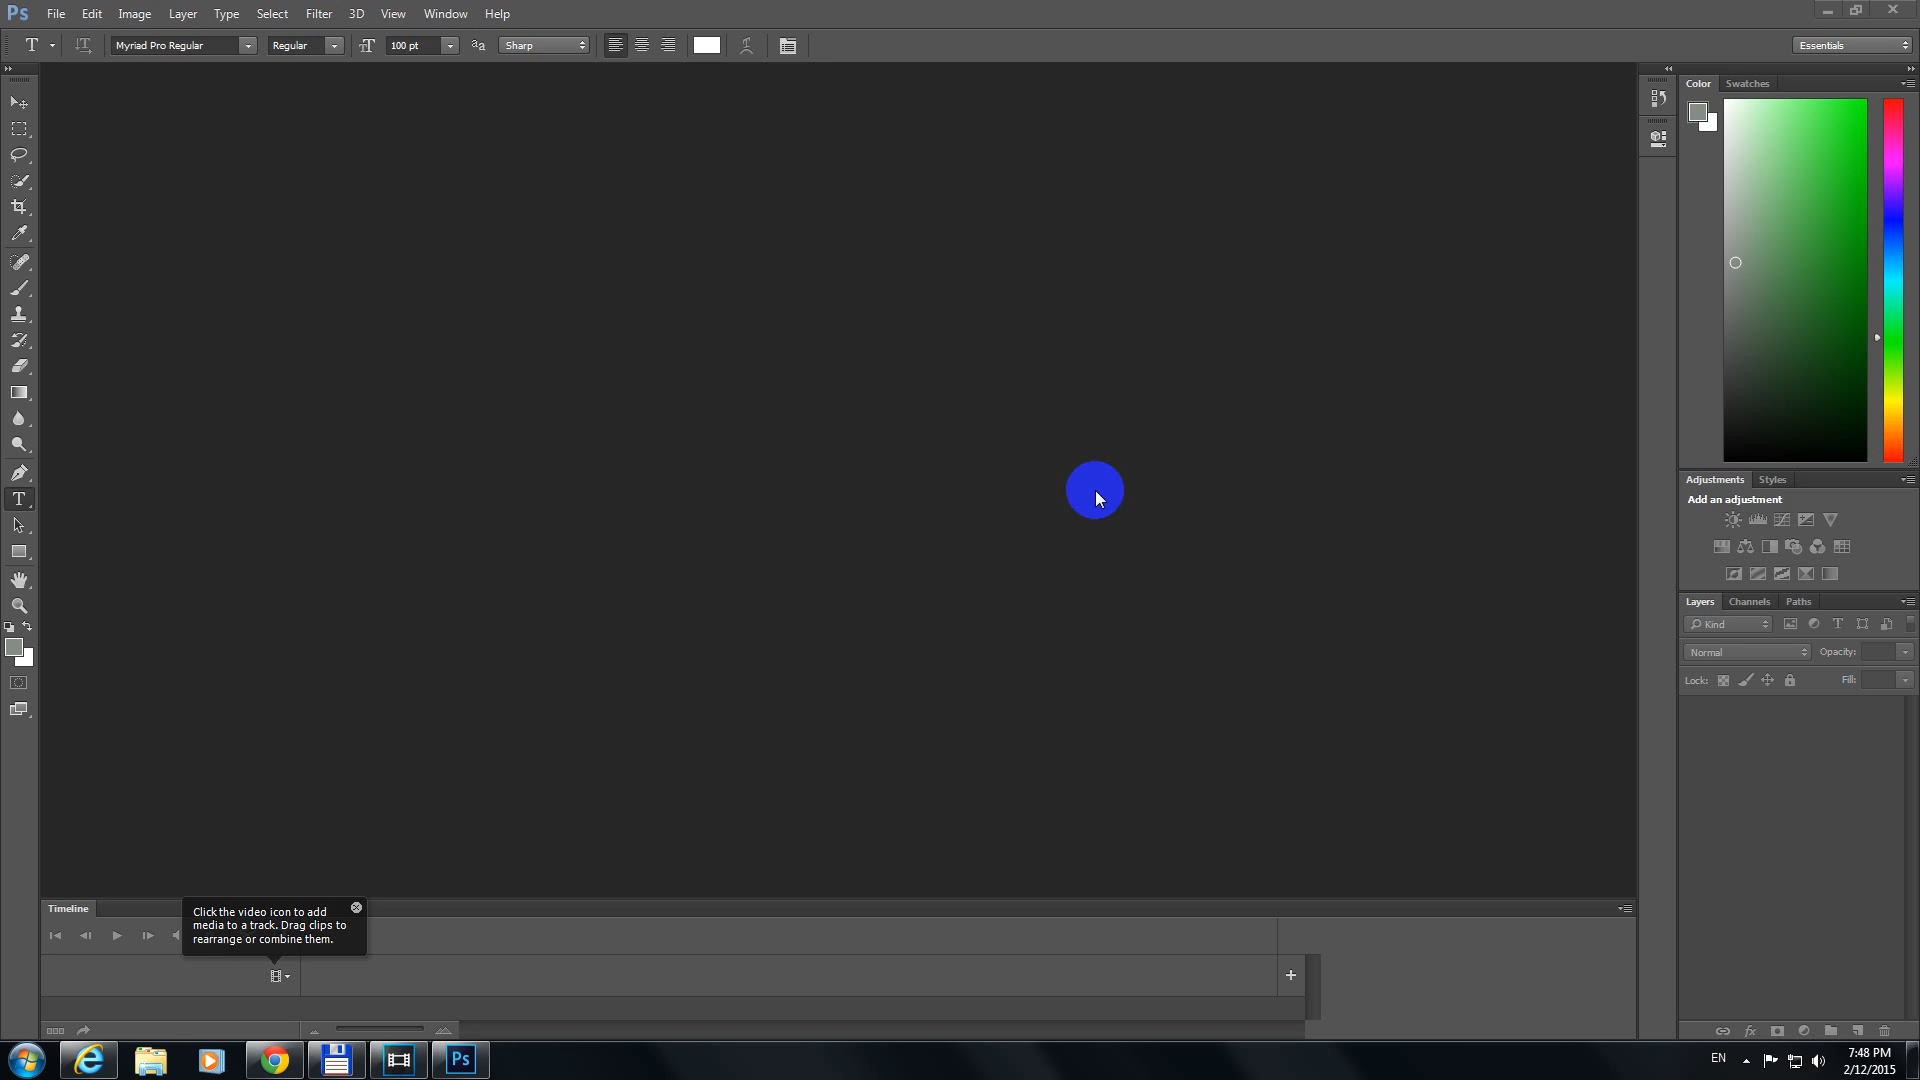 Ps File Edit Image Layer Type Select Filter 3D View Window Help
T Myriad Pro Regular Regular 100 pt aa Sharp Essentials
Color Swatches
T
Adjustments Styles
Add an adjustment
Layers Channels Paths
Kind T
Normal Opacity:
Lock: Fill:
Timeline
Click the video icon to add
media to a track. Drag clips to
rearrange or combine them.
fx
Ps EN 7:48 PM
2/12/2015